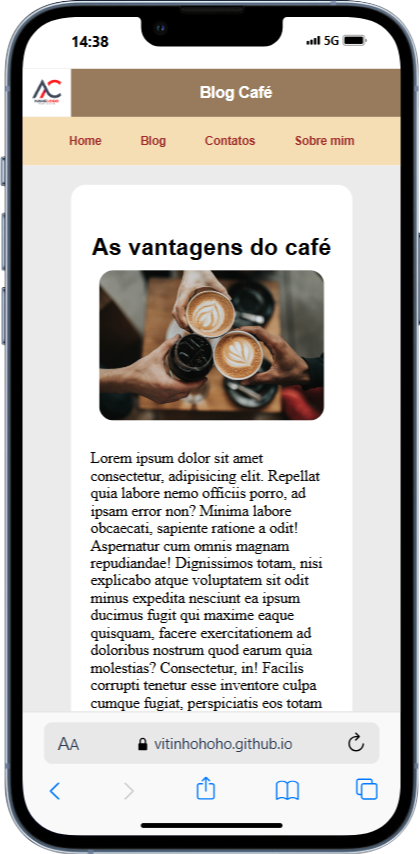 14:38
5G
AC
Blog Café
Home Blog Contatos Sobre mim
As vantagens do café
Lorem ipsum dolor sit amet
consectetur, adipisicing elit. Repellat
quia labore nemo officiis porro, ad
ipsam error non? Minima labore
obcaecati, sapiente ratione a odit!
Aspernatur cum omnis magnam
repudiandae! Dignissimos totam, nisi
explicabo atque voluptatem sit odit
minus expedita nesciunt ea ipsum
ducimus fugit qui maxime eaque
quisquam, facere exercitationem ad
doloribus nostrum quod earum quia
molestias? Consectetur, in! Facilis
corrupti tenetur esse inventore culpa
cumque fugiat, perspiciatis eos totam
AA vitinhohoho.github.io